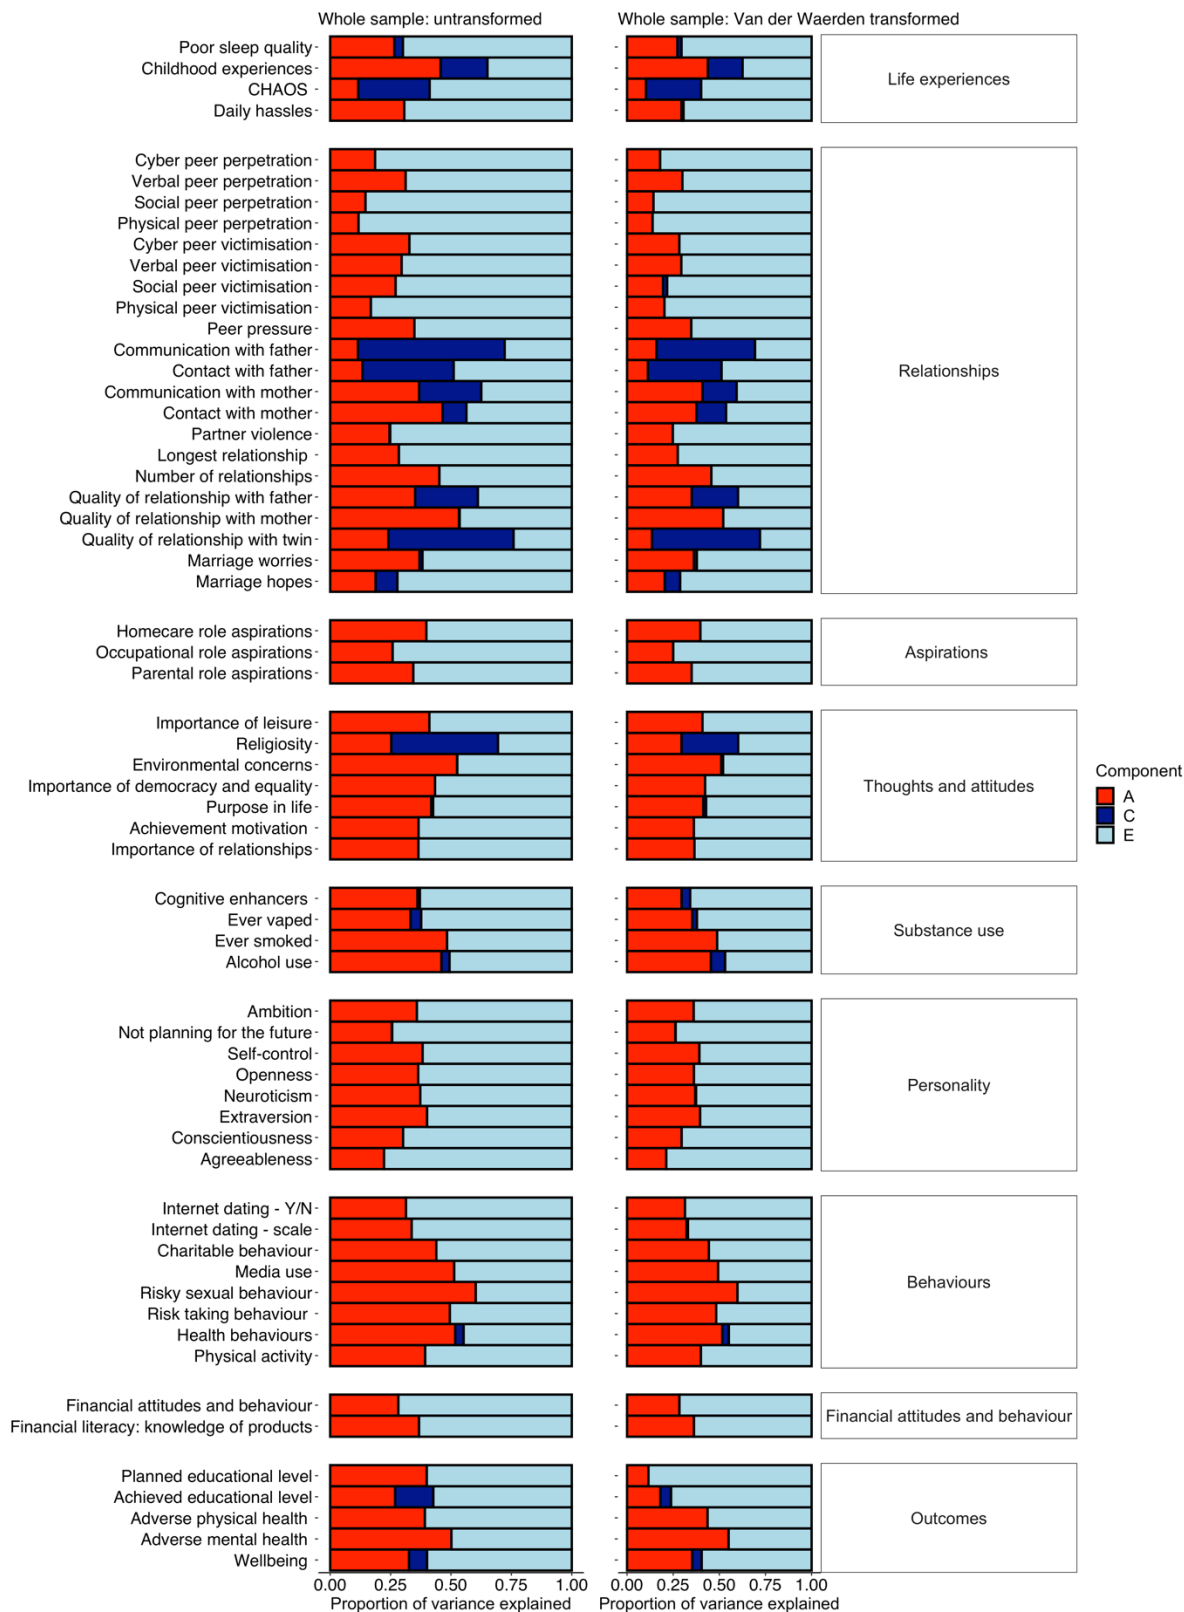 Whole sample: untransformed
Whole sample: Van der Waerden transformed
Poor sleep quality
Childhood experiences
CHAOS
Daily hassles
Life experiences
Cyber peer perpetration
Verbal peer perpetration
Social peer perpetration
Physical peer perpetration
Cyber peer victimisation
Verbal peer victimisation
Social peer victimisation
Physical peer victimisation
Peer pressure
Communication with father
Contact with father
Communication with mother
Contact with mother
Partner violence
Longest relationship
Number of relationships
Quality of relationship with father
Quality of relationship with mother
Quality of relationship with twin
Marriage worries
Marriage hopes
Relationships
Homecare role aspirations
Occupational role aspirations
Parental role aspirations
Aspirations
Importance of leisure
Religiosity
Environmental concerns
Importance of democracy and equality
Purpose in life
Achievement motivation
Importance of relationships
Thoughts and attitudes
Component
A
C
E
Cognitive enhancers
Ever vaped
Ever smoked
Alcohol use
Substance use
Ambition
Not planning for the future
Self-control
Openness
Neuroticism
Extraversion
Conscientiousness
Agreeableness
Personality
Internet dating - Y/N
Internet dating - scale
Charitable behaviour
Media use
Risky sexual behaviour
Risk taking behaviour
Health behaviours
Physical activity
Behaviours
Financial attitudes and behaviour
Financial literacy: knowledge of products
Financial attitudes and behaviour
Planned educational level
Achieved educational level
Adverse physical health
Adverse mental health
Wellbeing
Outcomes
0.00 0.25 0.50 0.75 1.00
Proportion of variance explained
0.00 0.25 0.50 0.75 1.00
Proportion of variance explained